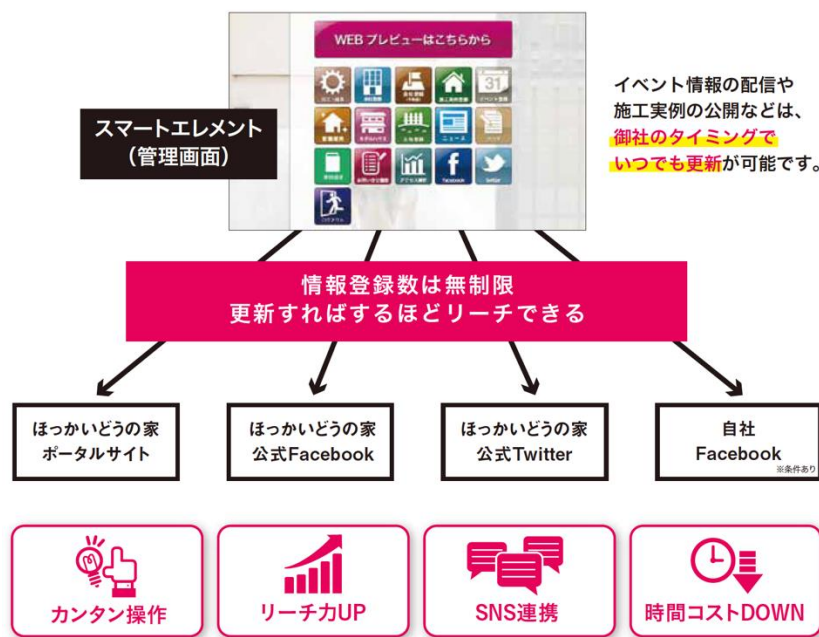 WEB プレビューはこちらから
31
スマートエレメント
（管理画面）
イベント情報の配信や
施工実例の公開などは、
御社のタイミングで
いつでも更新が可能です。
ニュース
Facebook
twitter
情報登録数は無制限
更新すればするほどリーチできる
ほっかいどうの家
ポータルサイト
ほっかいどうの家
公式Facebook
ほっかいどうの家
公式Twitter
自社
Facebook
※条件あり
カンタン操作
リーチ力UP
SNS連携
時間コストDOWN